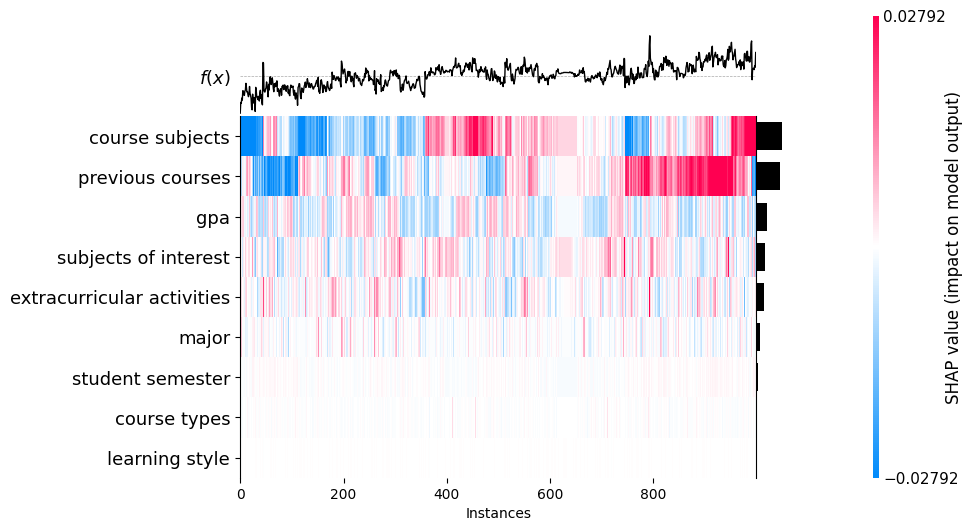 0.02792
f(x)
course subjects
previous courses
gpa
subjects of interest
extracurricular activities
major
student semester
course types
learning style
0 200 400 600 800
Instances
−0.02792
SHAP value (impact on model output)